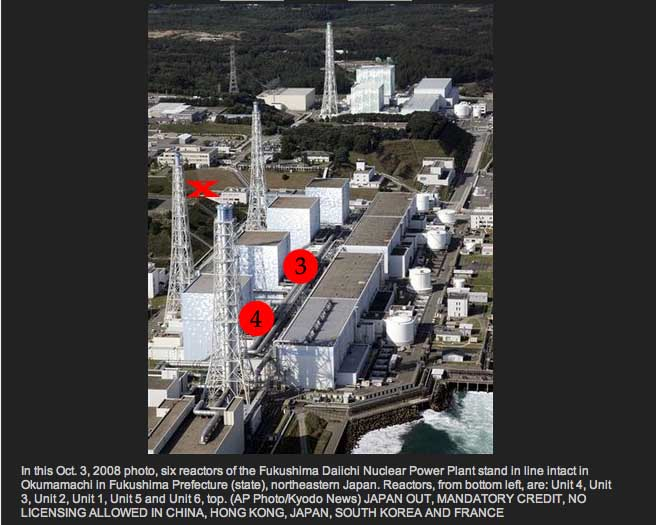 3
4
In this Oct. 3, 2008 photo, six reactors of the Fukushima Daiichi Nuclear Power Plant stand in line intact in
Okumamachi in Fukushima Prefecture (state), northeastern Japan. Reactors, from bottom left, are: Unit 4, Unit
3, Unit 2, Unit 1, Unit 5 and Unit 6, top. (AP Photo/Kyodo News) JAPAN OUT, MANDATORY CREDIT, NO
LICENSING ALLOWED IN CHINA, HONG KONG, JAPAN, SOUTH KOREA AND FRANCE